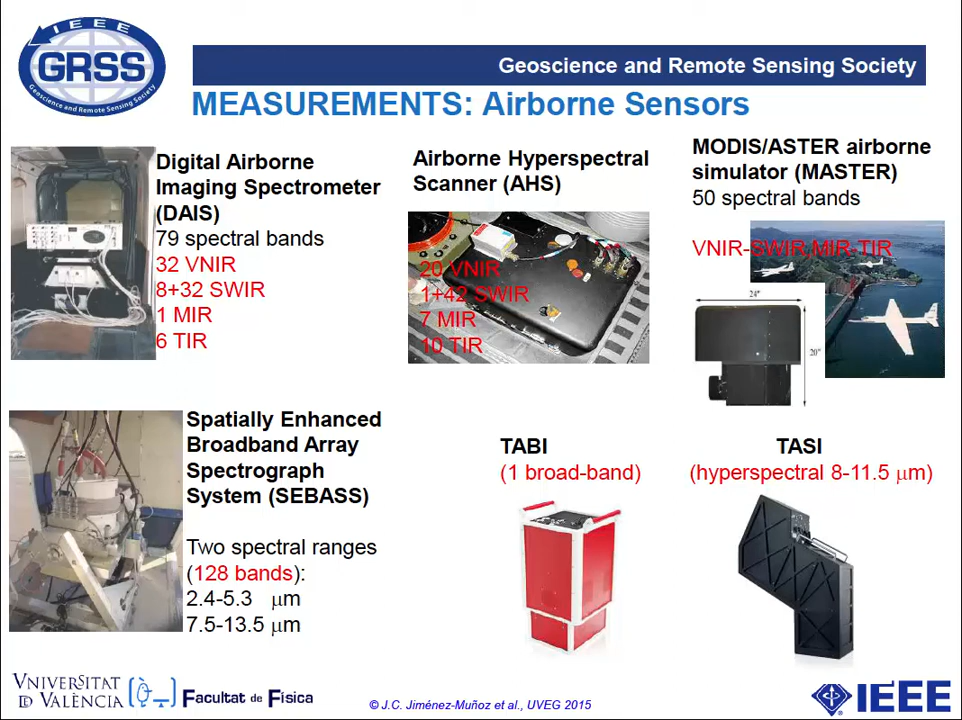 IEEE
GRSS
Geoscience and Remote Sensing Society
Geoscience and Remote Sensing Society
MEASUREMENTS: Airborne Sensors
Digital Airborne
Imaging Spectrometer
(DAIS)
79 spectral bands
32 VNIR
8+32 SWIR
1 MIR
6 TIR
Airborne Hyperspectral
Scanner (AHS)
20 VNIR
1+42 SWIR
7 MIR
10 TIR
MODIS/ASTER airborne
simulator (MASTER)
50 spectral bands
VNIR-SWIR,MIR-TIR
24"
20"
Spatially Enhanced
Broadband Array
Spectrograph
System (SEBASS)
Two spectral ranges
(128 bands):
2.4-5.3 μm
7.5-13.5 μm
TABI
(1 broad-band)
TASI
(hyperspectral 8-11.5 μm)
VNIVERSITAT
DE VALÈNCIA
Facultat de Física
© J.C. Jiménez-Muñoz et al., UVEG 2015
IEEE